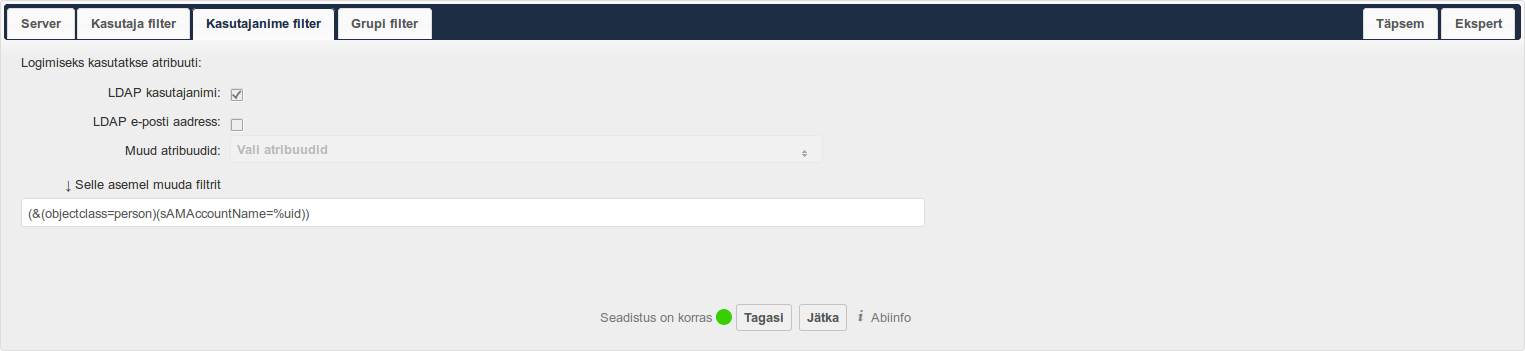 Server Kasutaja filter Kasutajanime filter Grupi filter Täpsem Ekspert
Logimiseks kasutatkse atribuuti:
LDAP kasutajanimi:
LDAP e-posti aadress:
Muud atribuudid: Vali atribuudid
↓ Selle asemel muuda filtrit
(&(objectclass=person)(sAMAccountName=%uid))
Seadistus on korras Tagasi Jätka i Abiinfo